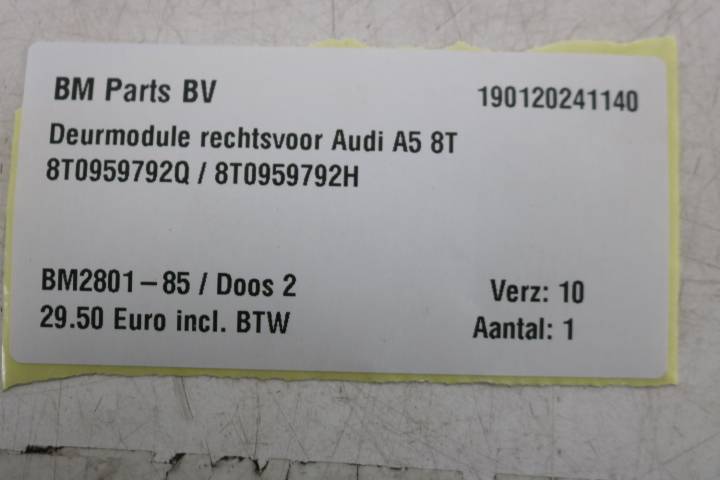 BM Parts BV 190120241140
Deurmodule rechtsvoor Audi A5 8T
8T0959792Q / 8T0959792H
BM2801-85 / Doos 2 Verz: 10
29.50 Euro incl. BTW Aantal: 1